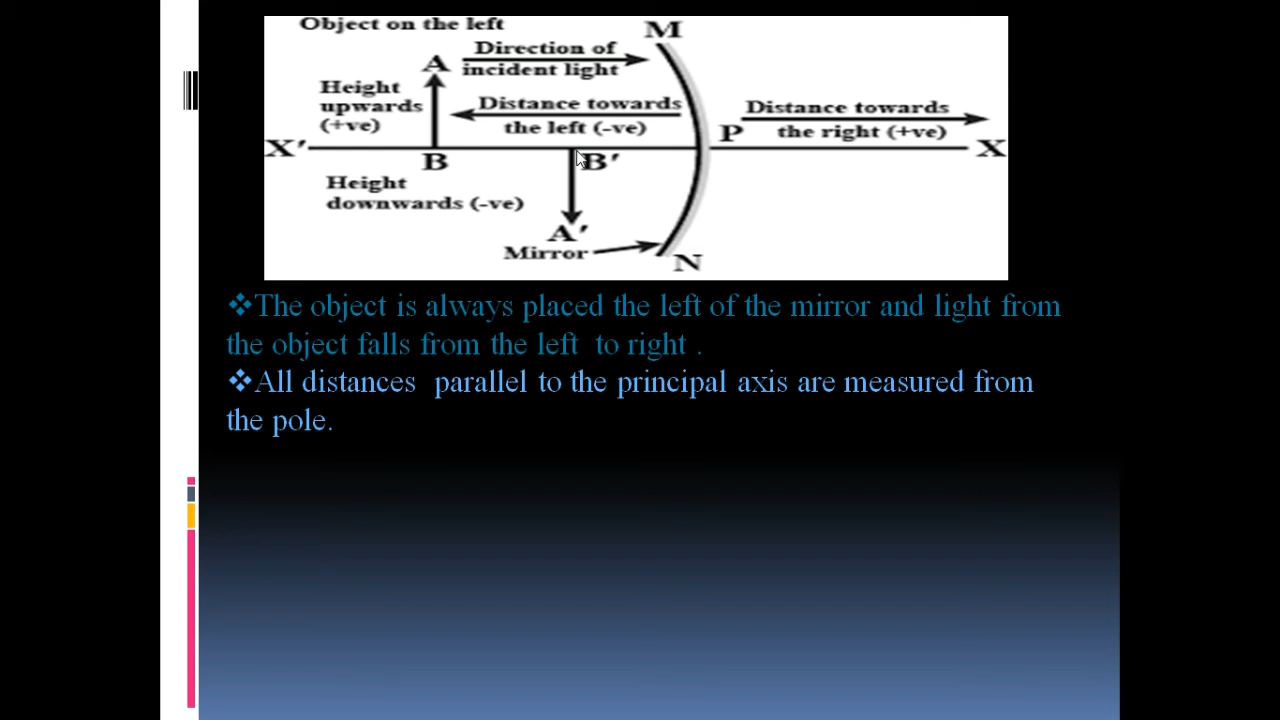 Object on the left
M
Direction of
A incident light
Height
upwards
(+ve)
Distance towards
the left (-ve)
Distance towards
P the right (+ve)
X' B B' X
Height
downwards (-ve)
A'
Mirror
N
❖The object is always placed the left of the mirror and light from
the object falls from the left to right .
❖All distances parallel to the principal axis are measured from
the pole.